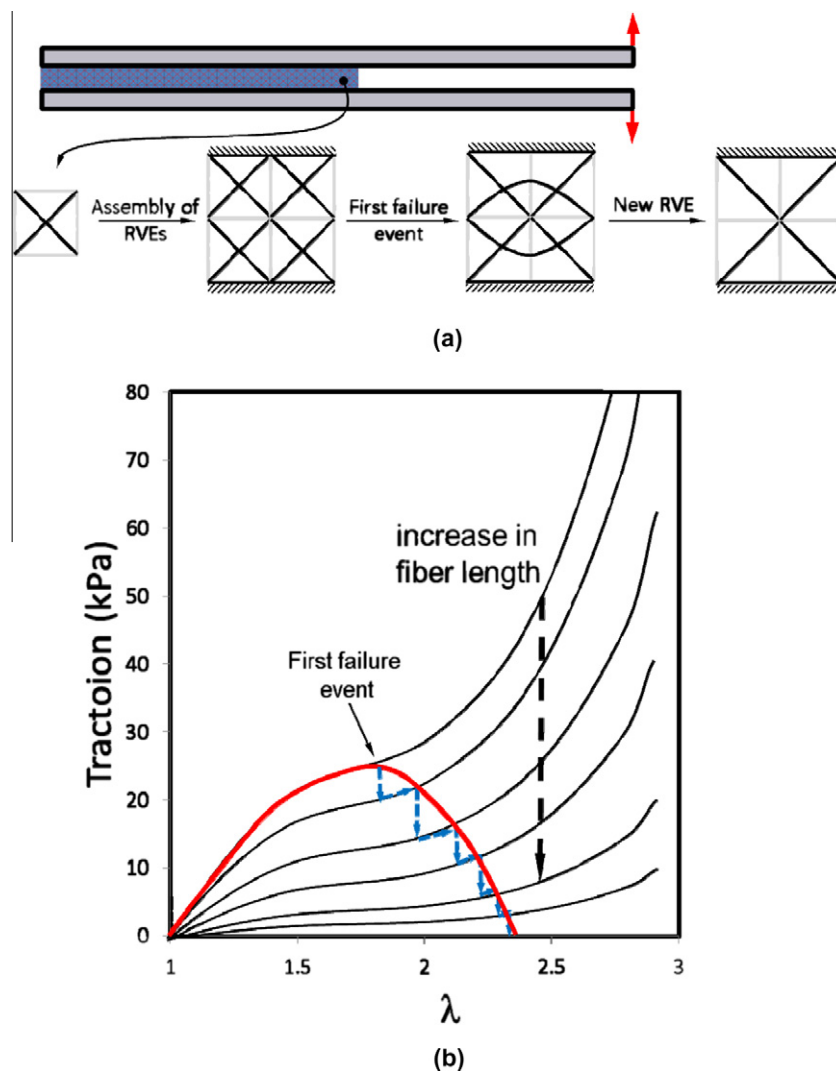 Assembly of
RVEs
First failure
event
New RVE
(a)
80
70
60
50
40
30
20
10
0
Tractoion (kPa)
increase in
fiber length
First failure
event
1
1.5
2
2.5
3
λ
(b)